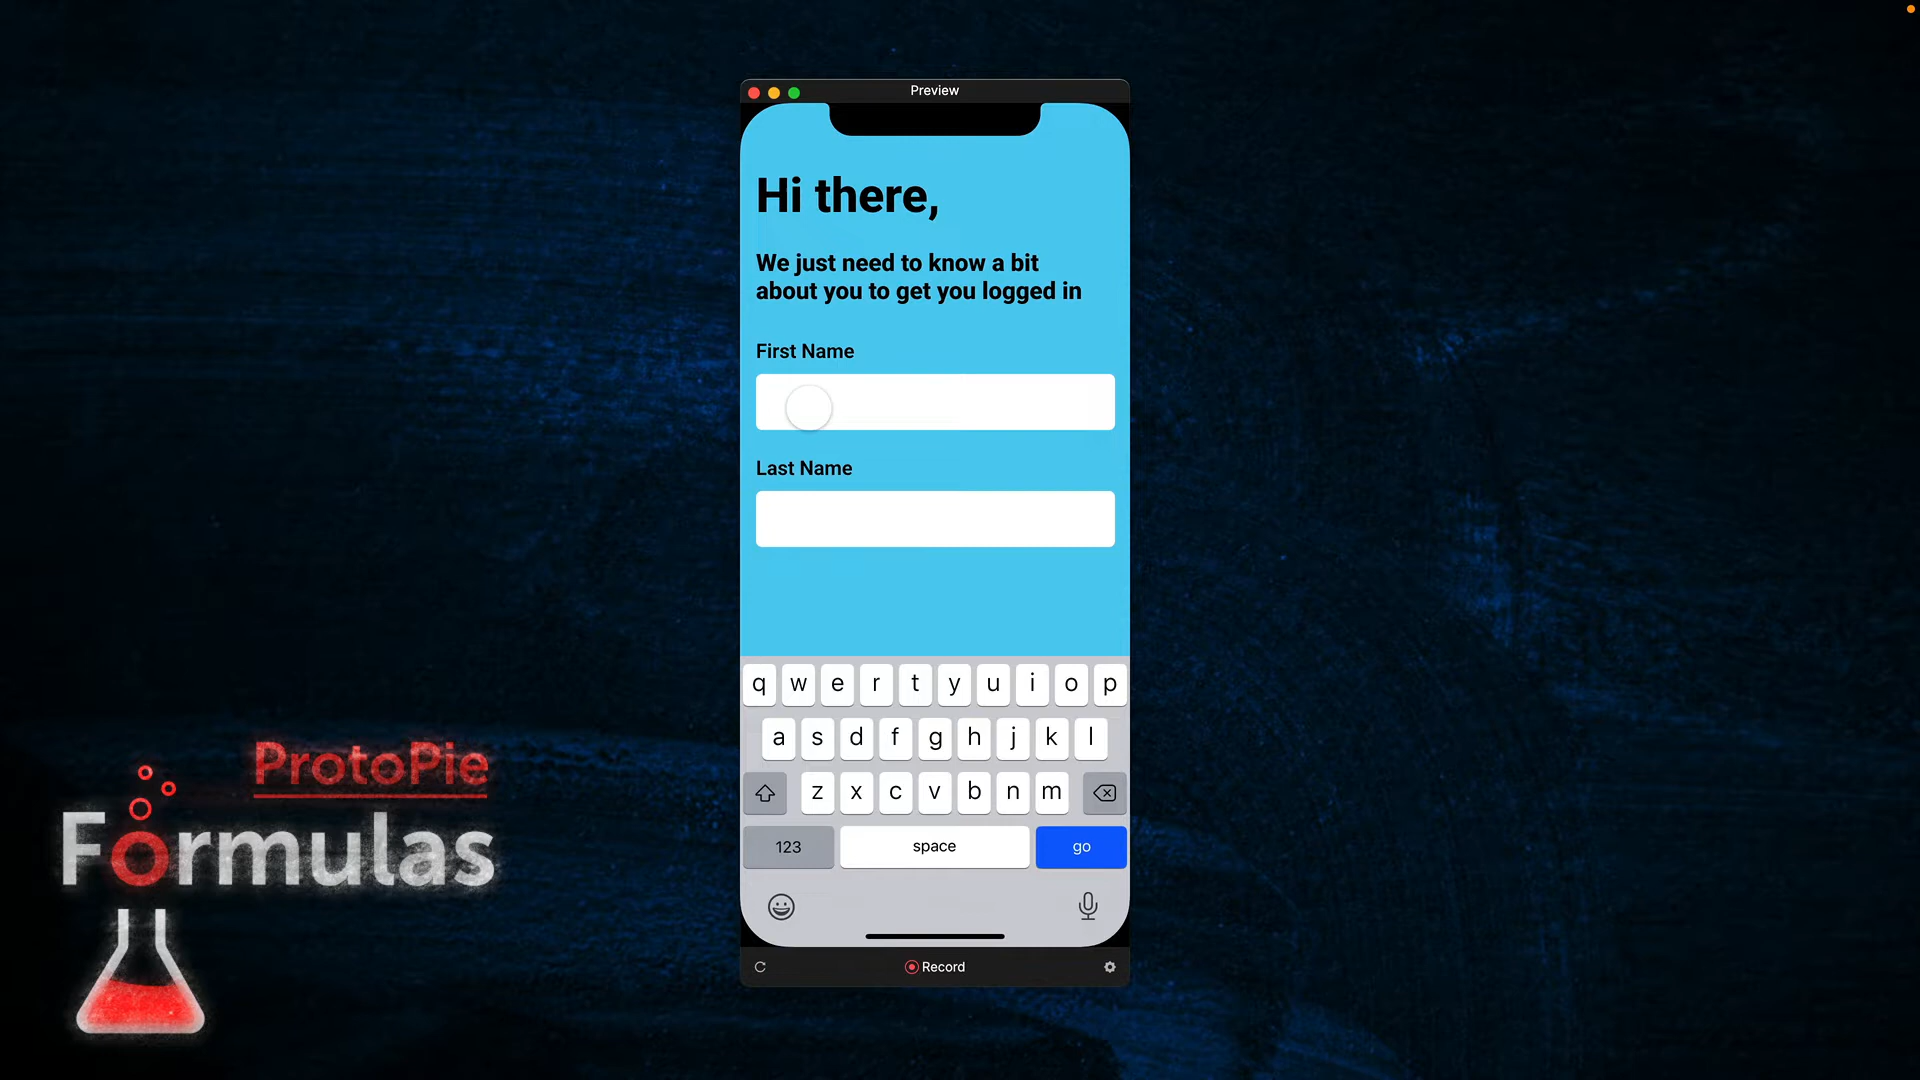 Preview
Hi there,
We just need to know a bit
about you to get you logged in
First Name
Last Name
q w e r t y u i o p
a s d f g h j k l
z x c v b n m
123 space go
Record
ProtoPie
Formulas